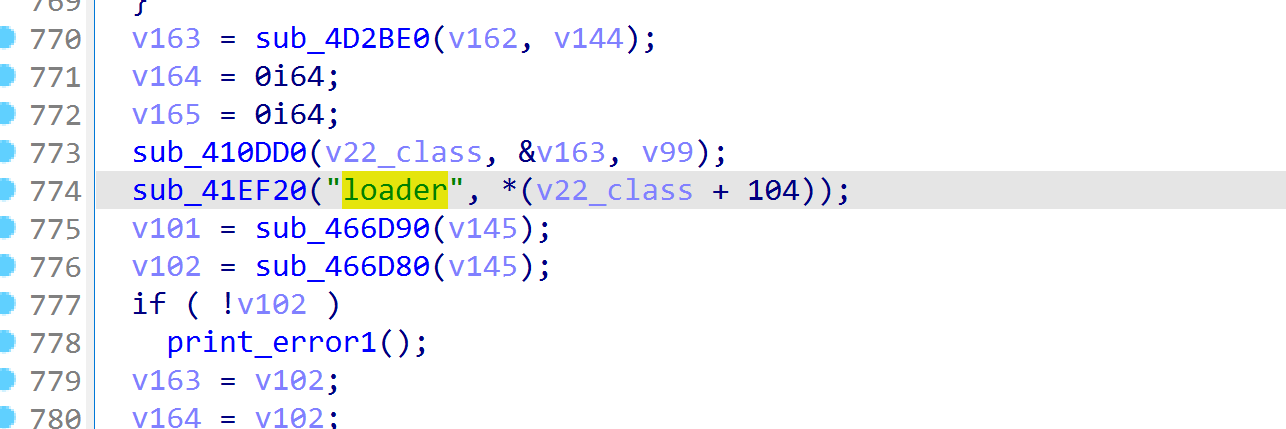 769 }
770 v163 = sub_4D2BE0(v162, v144);
771 v164 = 0i64;
772 v165 = 0i64;
773 sub_410DD0(v22_class, &v163, v99);
774 sub_41EF20("loader", *(v22_class + 104));
775 v101 = sub_466D90(v145);
776 v102 = sub_466D80(v145);
777 if ( !v102 )
778 print_error1();
779 v163 = v102;
780 v164 = v102;